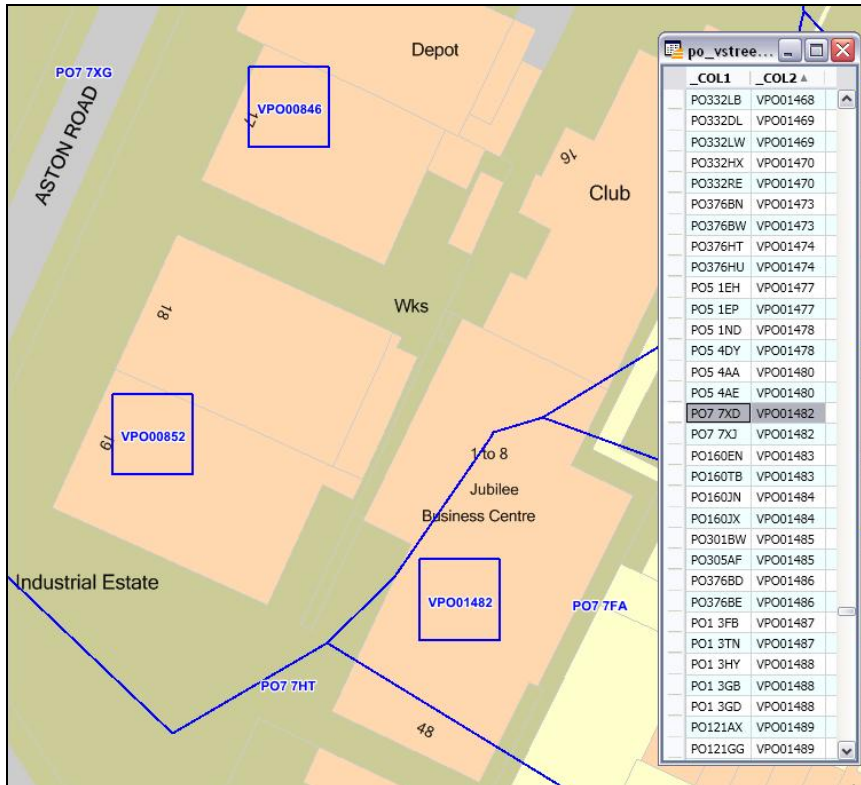 Depot
PO7 7XG
VPO00846
17
ASTON ROAD
16
Club
Wks
18
VPO00852
19
1 to 8
Jubilee
Business Centre
Industrial Estate
VPO01482
PO7 7FA
PO7 7HT
48
po_vstree...
_COL1 _COL2
PO332LB VPO01468
PO332DL VPO01469
PO332LW VPO01469
PO332HX VPO01470
PO332RE VPO01470
PO376BN VPO01473
PO376BW VPO01473
PO376HT VPO01474
PO376HU VPO01474
PO5 1EH VPO01477
PO5 1EP VPO01477
PO5 1ND VPO01478
PO5 4DY VPO01478
PO5 4AA VPO01480
PO5 4AE VPO01480
PO7 7XD VPO01482
PO7 7XJ VPO01482
PO160EN VPO01483
PO160TB VPO01483
PO160JN VPO01484
PO160JX VPO01484
PO301BW VPO01485
PO305AF VPO01485
PO376BD VPO01486
PO376BE VPO01486
PO1 3FB VPO01487
PO1 3TN VPO01487
PO1 3HY VPO01488
PO1 3GB VPO01488
PO1 3GD VPO01488
PO121AX VPO01489
PO121GG VPO01489